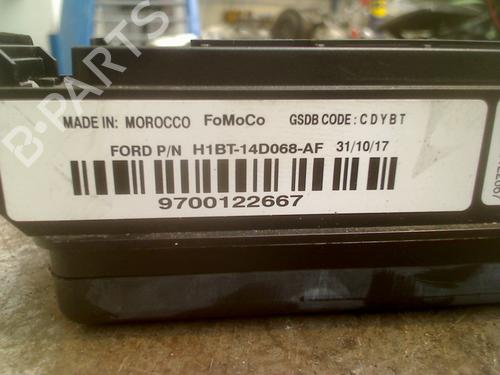 B-PARTS
MADE IN: MOROCCO FoMoCo GSDB CODE: CDYBT
FORD P/N H1BT-14D068-AF 31/10/17
9700122667